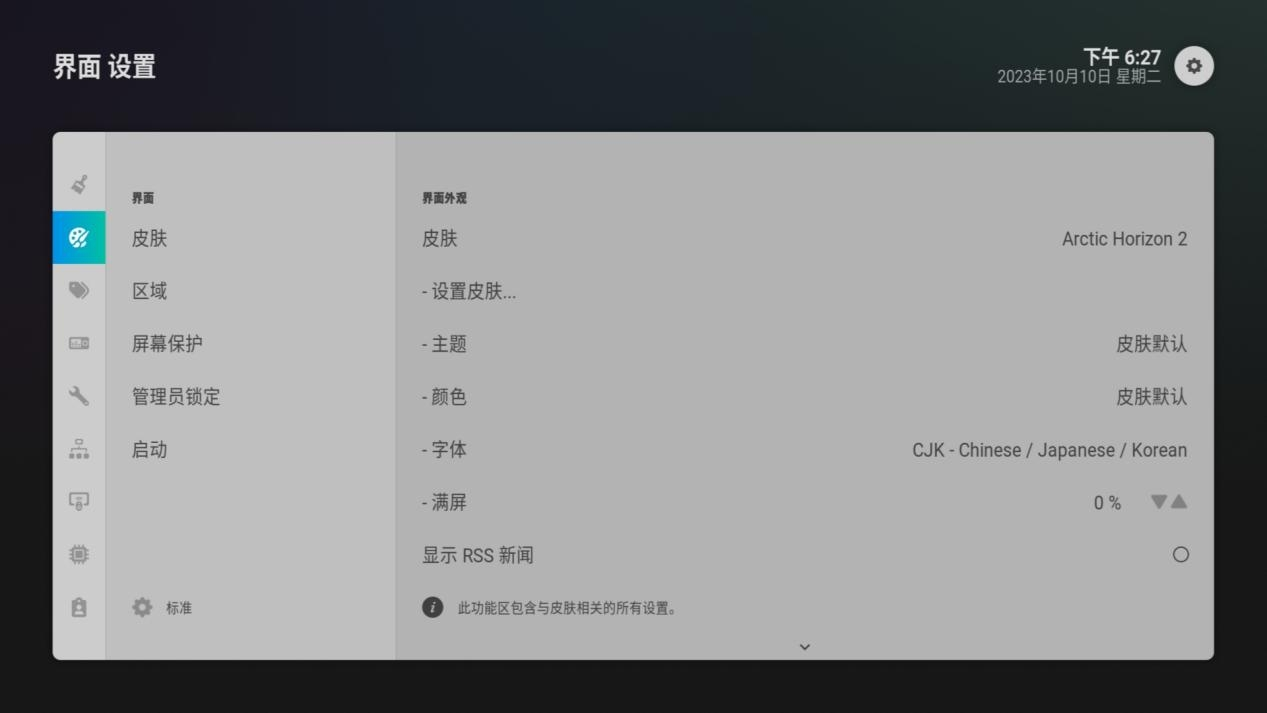 界面 设置
下午 6:27
2023年10月10日 星期二
界面
皮肤
区域
屏幕保护
管理员锁定
启动
标准
界面外观
皮肤 Arctic Horizon 2
- 设置皮肤...
- 主题 皮肤默认
- 颜色 皮肤默认
- 字体 CJK - Chinese / Japanese / Korean
- 满屏 0 %
显示 RSS 新闻
此功能区包含与皮肤相关的所有设置。